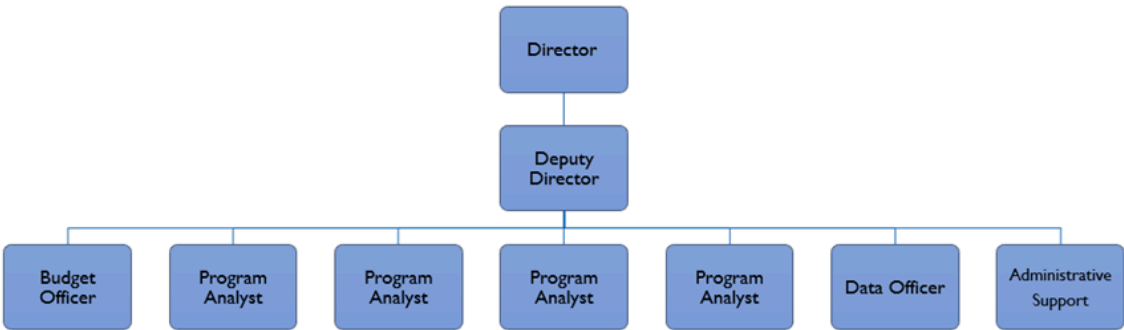 Director
Deputy
Director
Budget
Officer
Program
Analyst
Program
Analyst
Program
Analyst
Program
Analyst
Data Officer
Administrative
Support